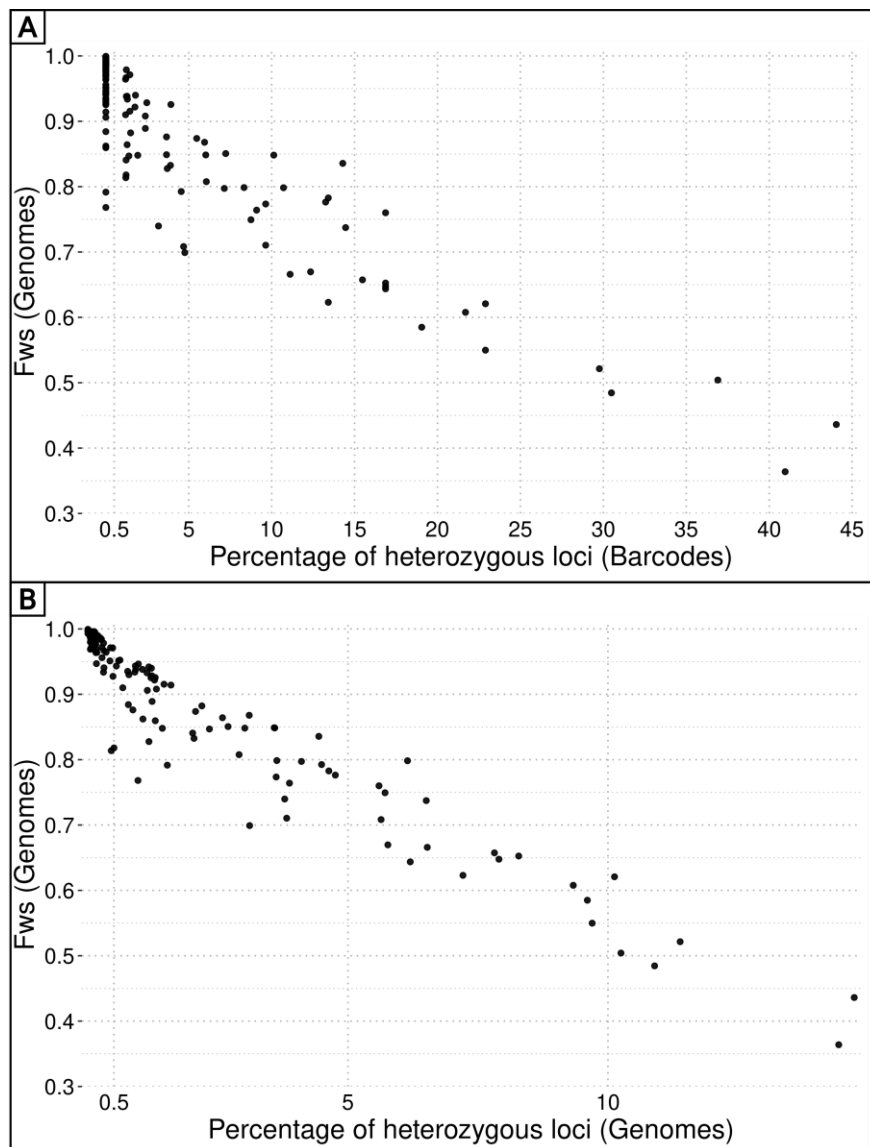 A
1.0
0.9
0.8
0.7
0.6
0.5
0.4
0.3
Fws (Genomes)
0.5 5 10 15 20 25 30 35 40 45
Percentage of heterozygous loci (Barcodes)
B
1.0
0.9
0.8
0.7
0.6
0.5
0.4
0.3
Fws (Genomes)
0.5 5 10
Percentage of heterozygous loci (Genomes)